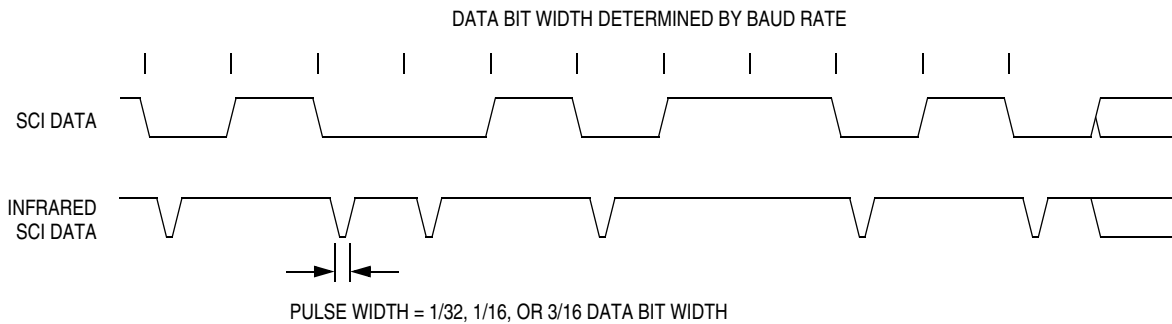 DATA BIT WIDTH DETERMINED BY BAUD RATE
SCI DATA
INFRARED
SCI DATA
PULSE WIDTH = 1/32, 1/16, OR 3/16 DATA BIT WIDTH